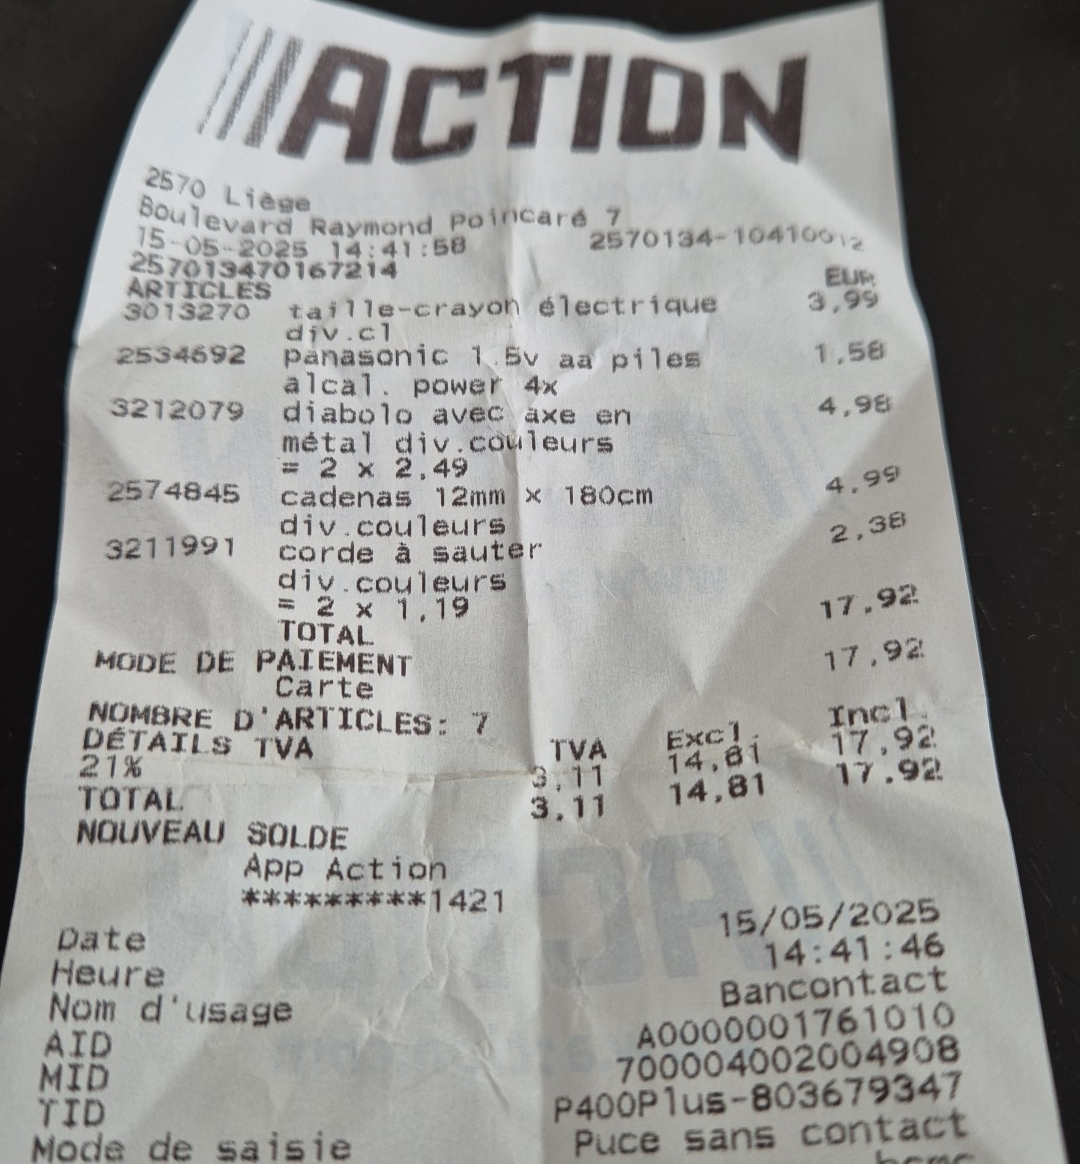 ACTION
2570 Liège
Boulevard Raymond Poincaré 7
15-05-2025 14:41:58 2570134-10410012
257013470167214
ARTICLES EUR
3013270 taille-crayon électrique 3,99
div.cl
2534692 panasonic 1.5v aa piles 1,58
alcal. power 4x
3212079 diabolo avec axe en 4,98
métal div.couleurs
= 2 x 2,49
2574845 cadenas 12mm x 180cm 4,99
div.couleurs
3211991 corde à sauter 2,38
div.couleurs
= 2 x 1,19
TOTAL 17,92
MODE DE PAIEMENT
Carte 17,92
NOMBRE D'ARTICLES: 7
DÉTAILS TVA TVA Excl. Incl.
21% 3,11 14,81 17,92
TOTAL 3,11 14,81 17,92
NOUVEAU SOLDE
App Action
*********1421
Date 15/05/2025
Heure 14:41:46
Nom d'usage Bancontact
AID A0000001761010
MID 700004002004908
TID P400Plus-803679347
Mode de saisie Puce sans contact